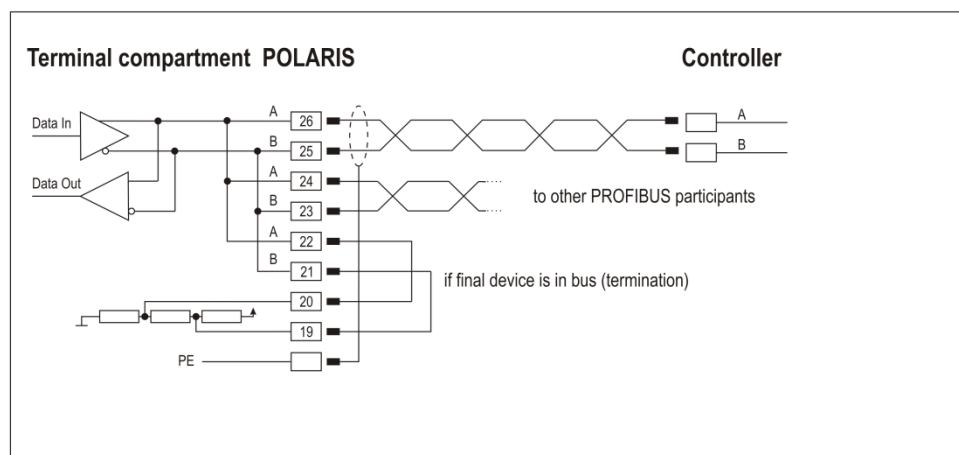 Terminal compartment POLARIS
Controller
Data In
A
26
A
B
25
B
Data Out
A
24
to other PROFIBUS participants
B
23
A
22
B
21
if final device is in bus (termination)
20
19
PE